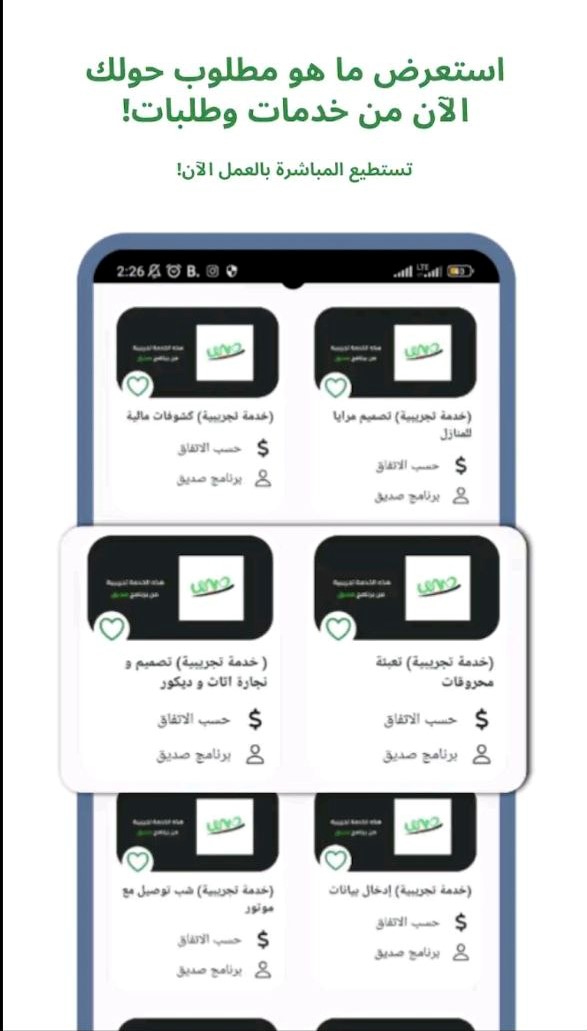 استعرض ما هو مطلوب حولك
الآن من خدمات وطلبات!
تستطيع المباشرة بالعمل الآن!
2:26 B. LTE
هذه الخدمة تجريبية
من برنامج صديق
(خدمة تجريبية) تصميم مرايا
للمنازل
حسب الاتفاق
برنامج صديق
هذه الخدمة تجريبية
من برنامج صديق
(خدمة تجريبية) كشوفات مالية
حسب الاتفاق
برنامج صديق
هذه الخدمة تجريبية
من برنامج صديق
(خدمة تجريبية) تعبئة
محروقات
حسب الاتفاق
برنامج صديق
هذه الخدمة تجريبية
من برنامج صديق
( خدمة تجريبية) تصميم و
نجارة اثاث و ديكور
حسب الاتفاق
برنامج صديق
هذه الخدمة تجريبية
من برنامج صديق
(خدمة تجريبية) إدخال بيانات
حسب الاتفاق
برنامج صديق
هذه الخدمة تجريبية
من برنامج صديق
(خدمة تجريبية) شب توصيل مع
موتور
حسب الاتفاق
برنامج صديق